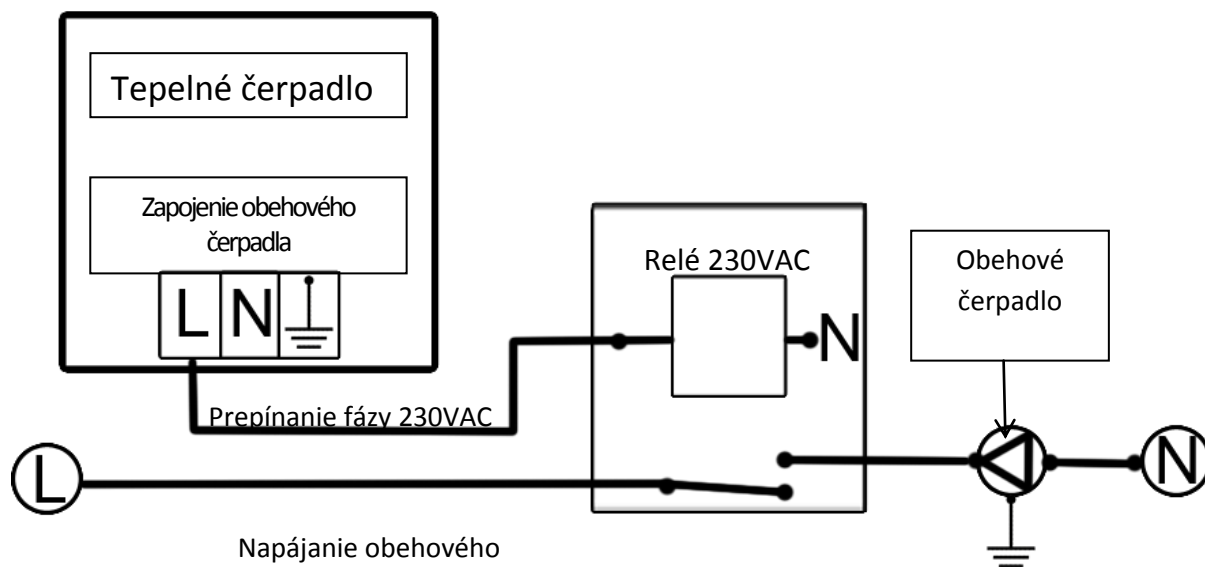 Tepelné čerpadlo
Zapojenie obehového
čerpadla
L N
Relé 230VAC
N
Obehové
čerpadlo
Prepínanie fázy 230VAC
L
N
Napájanie obehového